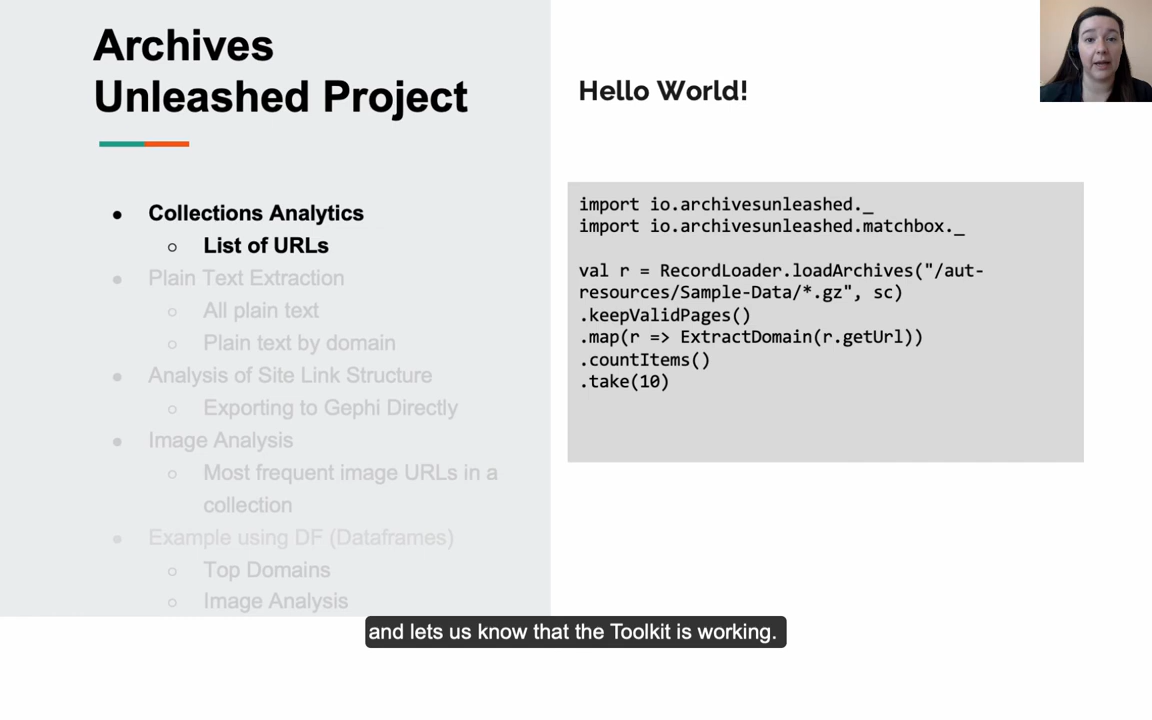 Archives
Unleashed Project
● Collections Analytics
○ List of URLs
● Plain Text Extraction
○ All plain text
○ Plain text by domain
● Analysis of Site Link Structure
○ Exporting to Gephi Directly
● Image Analysis
○ Most frequent image URLs in a
collection
● Example using DF (Dataframes)
○ Top Domains
○ Image Analysis
Hello World!
import io.archivesunleashed._
import io.archivesunleashed.matchbox._
val r = RecordLoader.loadArchives("/aut-
resources/Sample-Data/*.gz", sc)
.keepValidPages()
.map(r => ExtractDomain(r.getUrl))
.countItems()
.take(10)
and lets us know that the Toolkit is working.